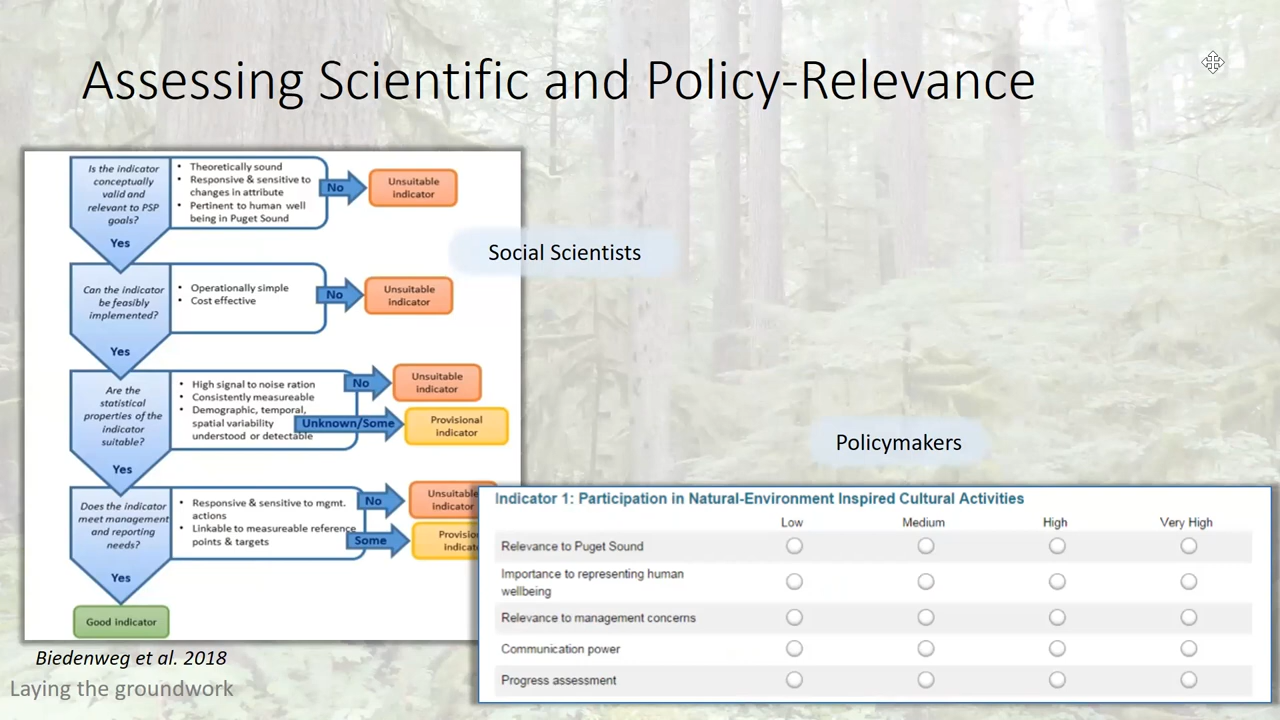 Assessing Scientific and Policy-Relevance
Is the indicator
conceptually
valid and
relevant to PSP
goals?
Yes
• Theoretically sound
• Responsive & sensitive to
changes in attribute
• Pertinent to human well
being in Puget Sound
No
Unsuitable
indicator
Social Scientists
Can the indicator
be feasibly
implemented?
Yes
• Operationally simple
• Cost effective
No
Unsuitable
indicator
Are the
statistical
properties of the
indicator
suitable?
Yes
• High signal to noise ration
• Consistently measureable
• Demographic, temporal,
spatial variability
understood or detectable
No
Unsuitable
indicator
Unknown/Some
Provisional
indicator
Does the indicator
meet management
and reporting
needs?
Yes
• Responsive & sensitive to mgmt.
actions
• Linkable to measureable reference
points & targets
No
Unsuitable
indicator
Some
Good indicator
Biedenweg et al. 2018
Laying the groundwork
Policymakers
Indicator 1: Participation in Natural-Environment Inspired Cultural Activities
Low Medium High Very High
Relevance to Puget Sound
Importance to representing human
wellbeing
Relevance to management concerns
Communication power
Progress assessment